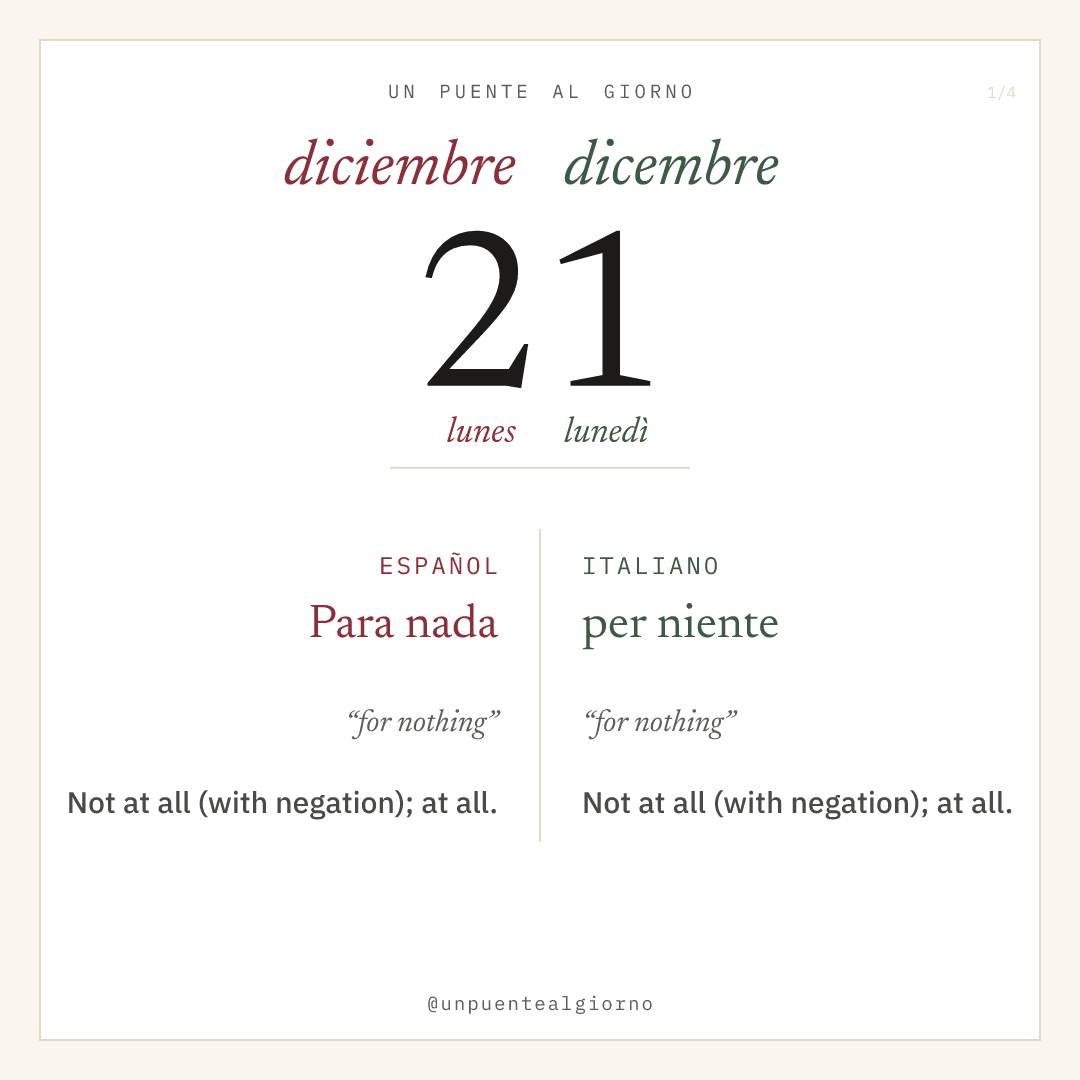 UN PUENTE AL GIORNO
1/4
diciembre dicembre
21
lunes lunedì
ESPAÑOL
Para nada
“for nothing”
Not at all (with negation); at all.
ITALIANO
per niente
“for nothing”
Not at all (with negation); at all.
@unpuentealgiorno